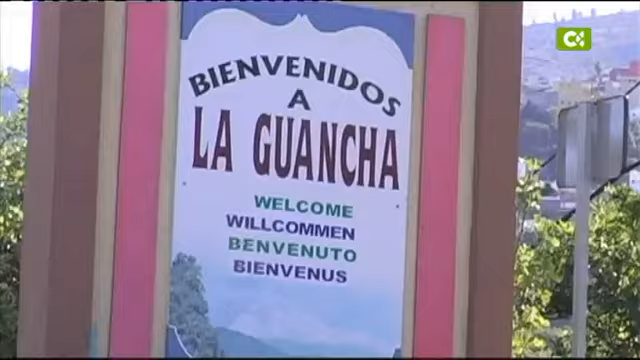 BIENVENIDOS
A
LA GUANCHA
WELCOME
WILLCOMMEN
BENVENUTO
BIENVENUS